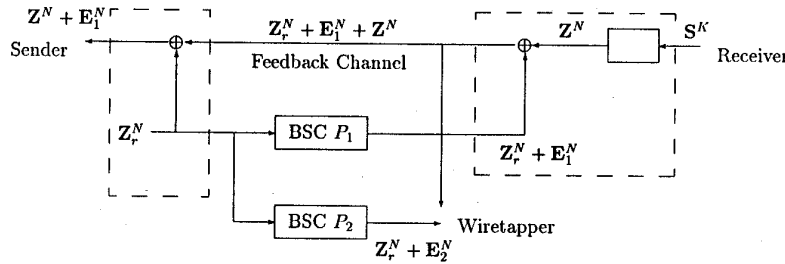 Z^N + E_1^N
Sender
Z_r^N + E_1^N + Z^N
Feedback Channel
Z^N
S^K
Receiver
Z_r^N
BSC P_1
Z_r^N + E_1^N
BSC P_2
Wiretapper
Z_r^N + E_2^N